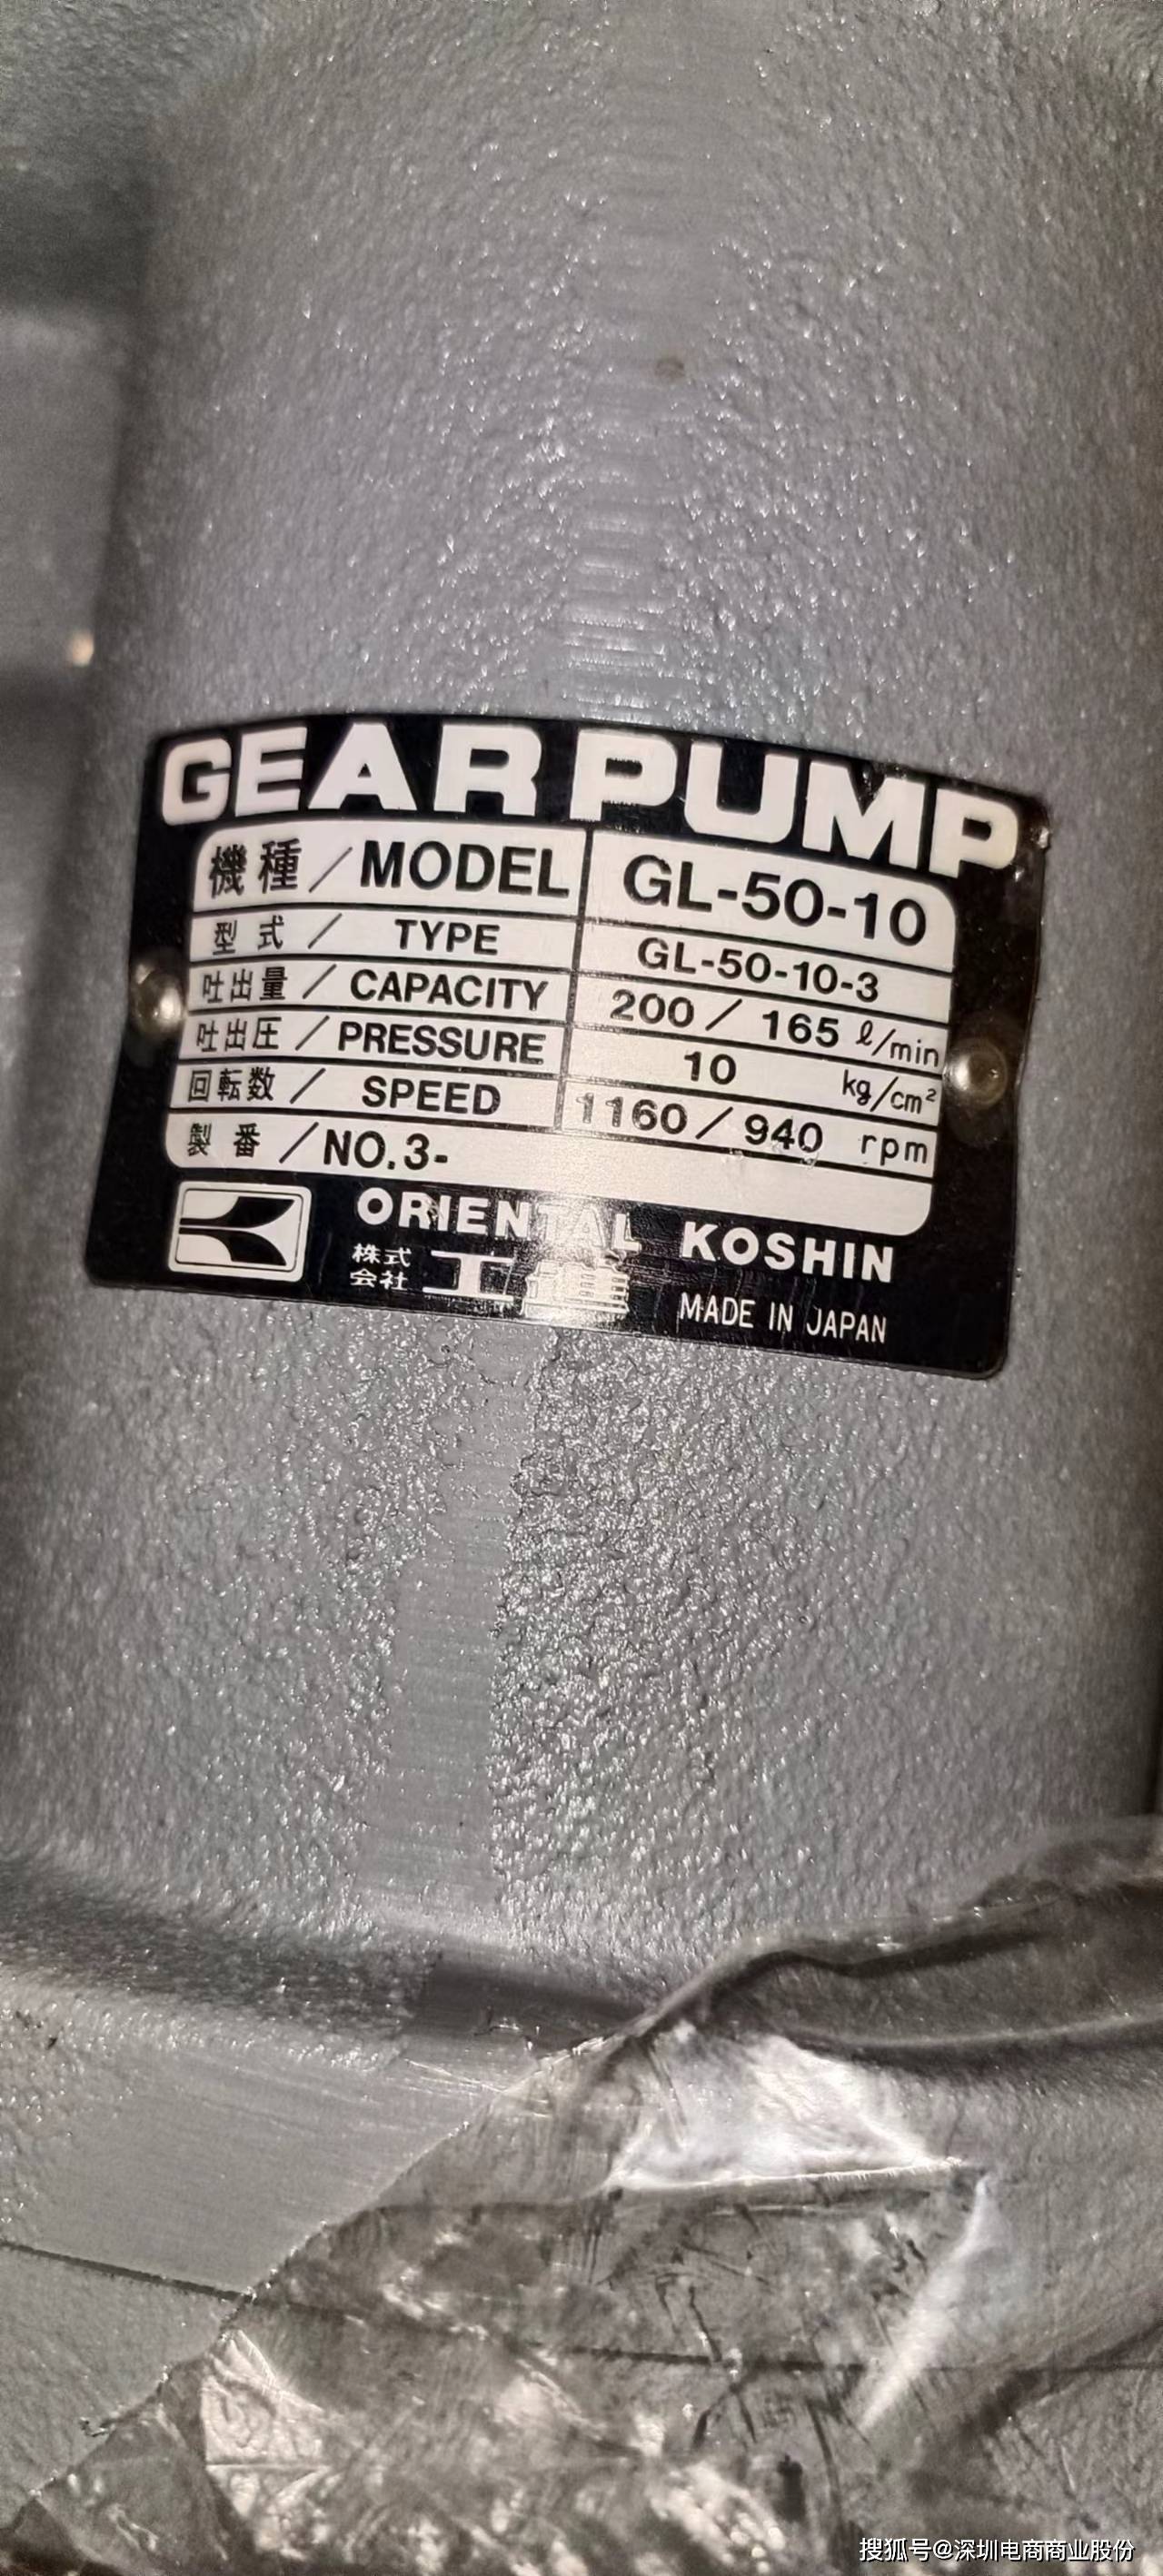 GEAR PUMP
機種/MODEL GL-50-10
型式/TYPE GL-50-10-3
吐出量/CAPACITY 200/165 ℓ/min
吐出圧/PRESSURE 10 kg/cm²
回転数/SPEED 1160/940 rpm
製番/NO.3-
ORIENTAL KOSHIN
株式会社 工進 MADE IN JAPAN
搜狐号@深圳电商商业股份